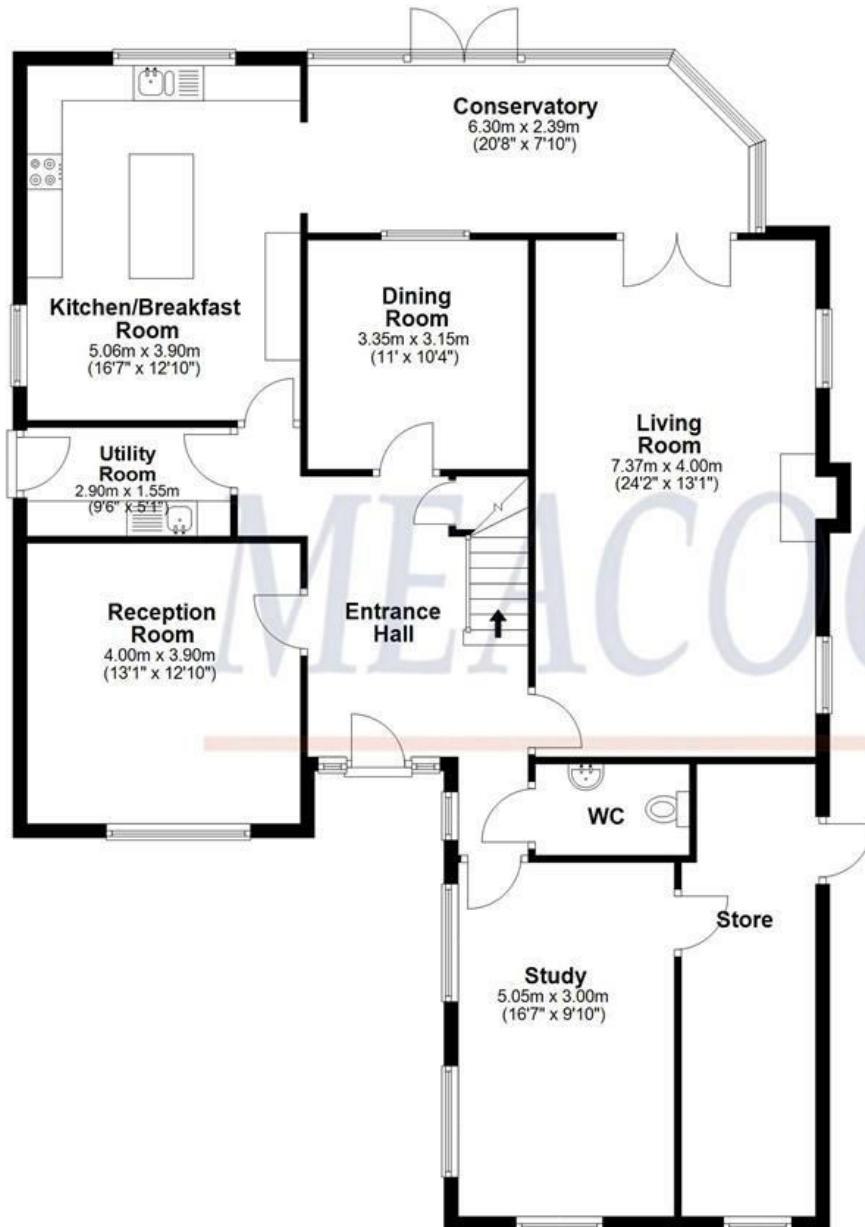 Conservatory
6.30m x 2.39m
(20'8" x 7'10")
Kitchen/Breakfast
Room
5.06m x 3.90m
(16'7" x 12'10")
Dining
Room
3.35m x 3.15m
(11' x 10'4")
Living
Room
7.37m x 4.00m
(24'2" x 13'1")
Utility
Room
2.90m x 1.55m
(9'6" x 5'1")
Reception
Room
4.00m x 3.90m
(13'1" x 12'10")
Entrance
Hall
WC
Store
Study
5.05m x 3.00m
(16'7" x 9'10")
MEACO